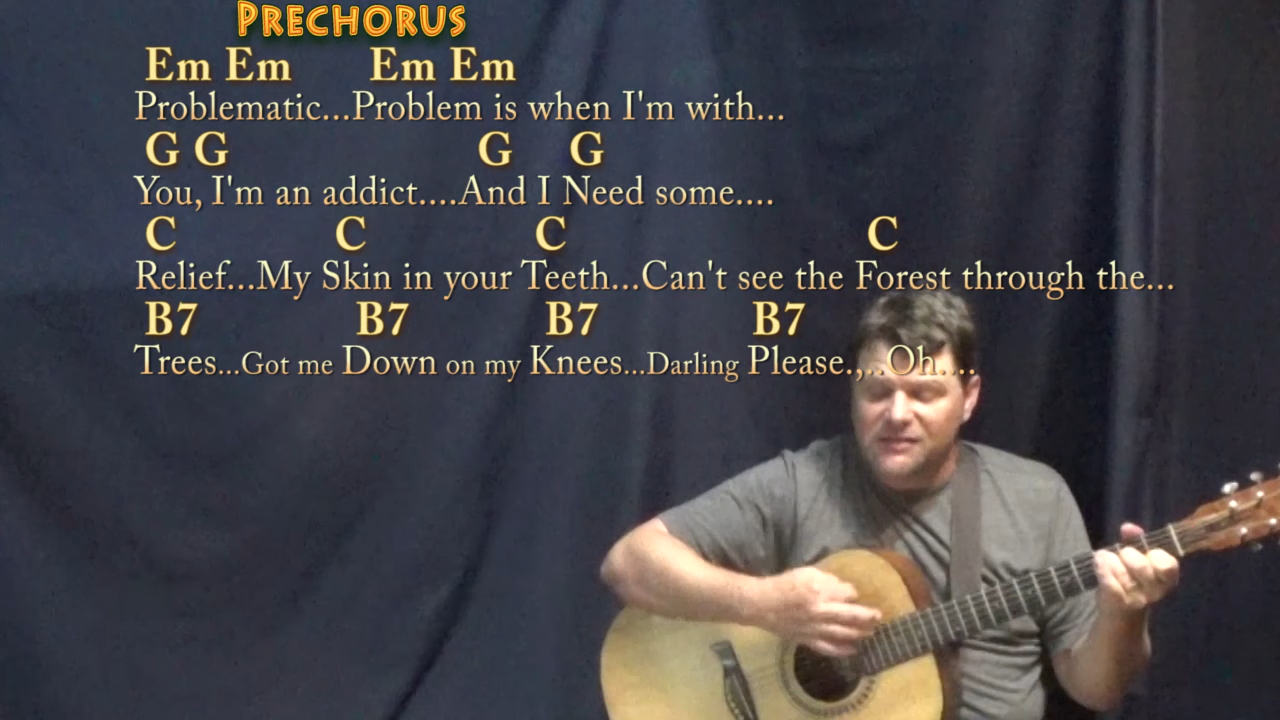 PRECHORUS
Em Em Em Em
Problematic...Problem is when I'm with...
G G G G
You, I'm an addict....And I Need some....
C C C C
Relief...My Skin in your Teeth...Can't see the Forest through the...
B7 B7 B7 B7
Trees...Got me Down on my Knees...Darling Please.,..Oh....